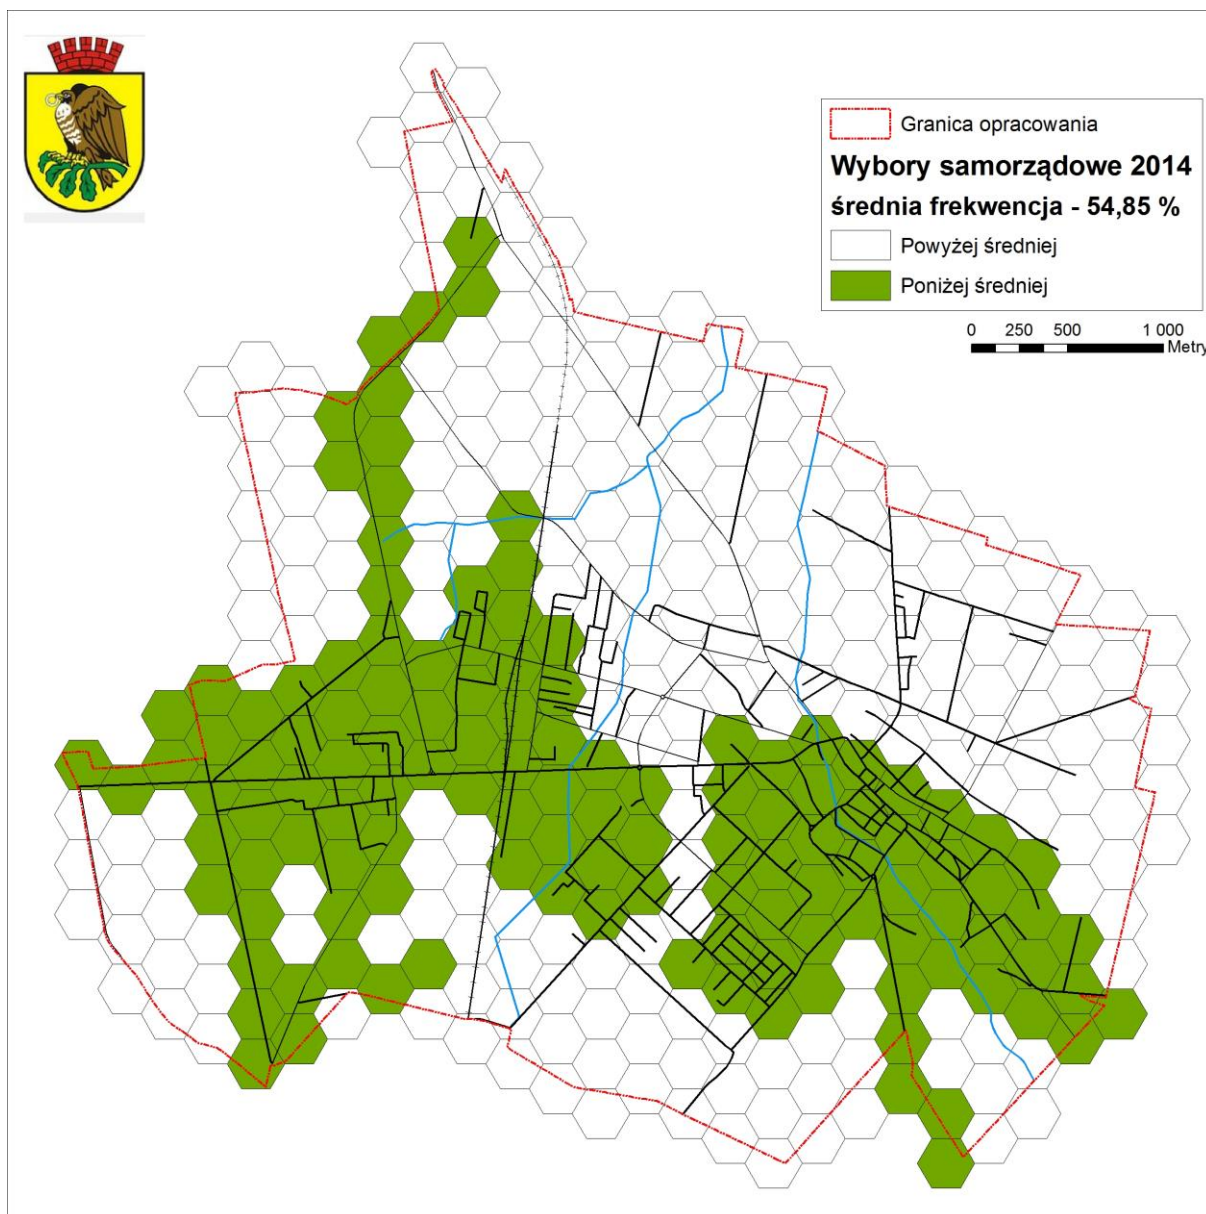 Granica opracowania
Wybory samorządowe 2014
średnia frekwencja - 54,85 %
Powyżej średniej
Poniżej średniej
0 250 500 1 000
Metry